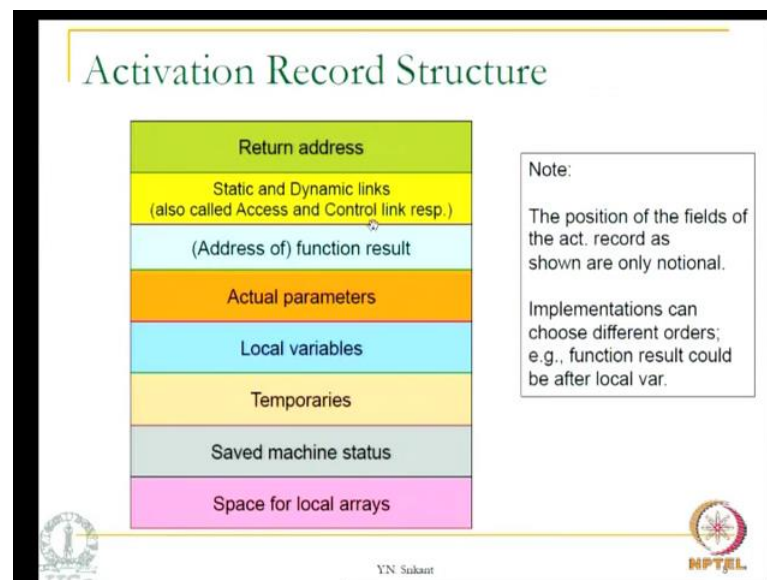 Activation Record Structure
Return address
Static and Dynamic links
(also called Access and Control link resp.)
(Address of) function result
Actual parameters
Local variables
Temporaries
Saved machine status
Space for local arrays
Note:
The position of the fields of
the act. record as
shown are only notional.
Implementations can
choose different orders;
e.g., function result could
be after local var.
Y.N. Srikant
NPTEL